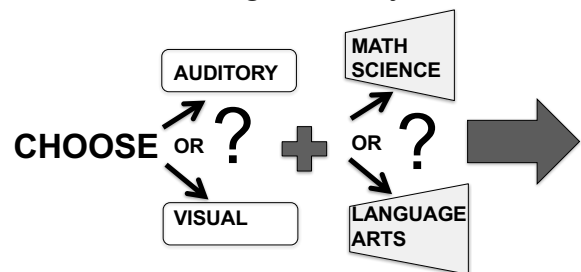 AUDITORY
MATH
SCIENCE
CHOOSE
OR
?
+
OR
?
VISUAL
LANGUAGE
ARTS